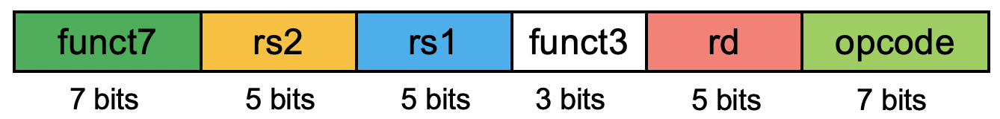 funct7 rs2 rs1 funct3 rd opcode
7 bits 5 bits 5 bits 3 bits 5 bits 7 bits